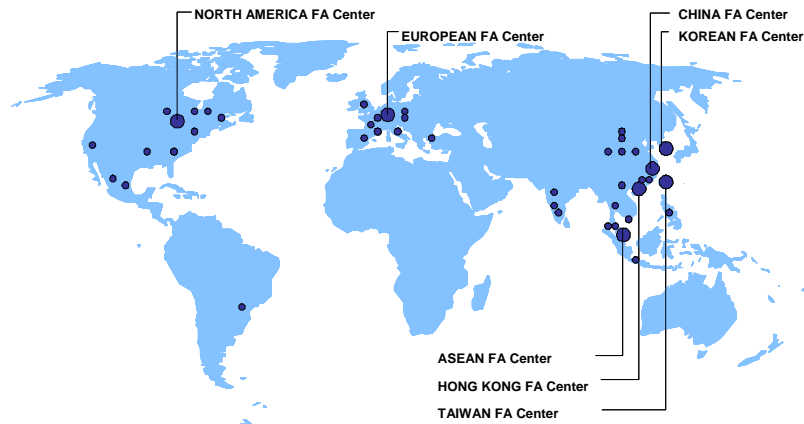 NORTH AMERICA FA Center
CHINA FA Center
EUROPEAN FA Center
KOREAN FA Center
ASEAN FA Center
HONG KONG FA Center
TAIWAN FA Center